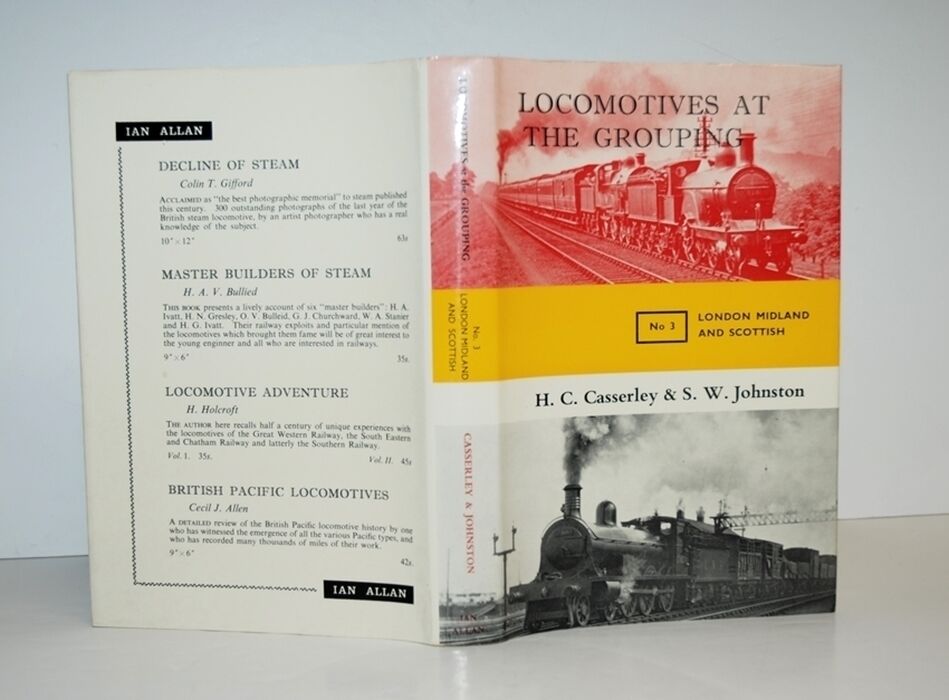 IAN ALLAN
DECLINE OF STEAM
Colin T. Gifford
ACCLAIMED as "the best photographic memorial" to steam published
this century. 300 outstanding photographs of the last year of the
British steam locomotive, by an artist photographer who has a real
knowledge of the subject.
10" × 12" 63s
MASTER BUILDERS OF STEAM
H. A. V. Bullied
THIS BOOK presents a lively account of six "master builders": H. A.
Ivatt, H. N. Gresley, O. V. Bulleid, G. J. Churchward, W. A. Stanier
and H. G. Ivatt. Their railway exploits and particular mention of
the locomotives which brought them fame will be of great interest to
the young enginner and all who are interested in railways.
9" × 6" 35s.
LOCOMOTIVE ADVENTURE
H. Holcroft
THE AUTHOR here recalls half a century of unique experiences with
the locomotives of the Great Western Railway, the South Eastern
and Chatham Railway and latterly the Southern Railway.
Vol. I. 35s. Vol. II. 45s
BRITISH PACIFIC LOCOMOTIVES
Cecil J. Allen
A DETAILED review of the British Pacific locomotive history by one
who has witnessed the emergence of all the various Pacific types, and
who has recorded many thousands of miles of their work.
9" × 6" 42s.
IAN ALLAN
LOCOMOTIVES at the GROUPING
No. 3
LONDON MIDLAND
AND SCOTTISH
CASSERLEY & JOHNSTON
IAN
ALLAN
LOCOMOTIVES AT
THE GROUPING
No 3
LONDON MIDLAND
AND SCOTTISH
H. C. Casserley & S. W. Johnston